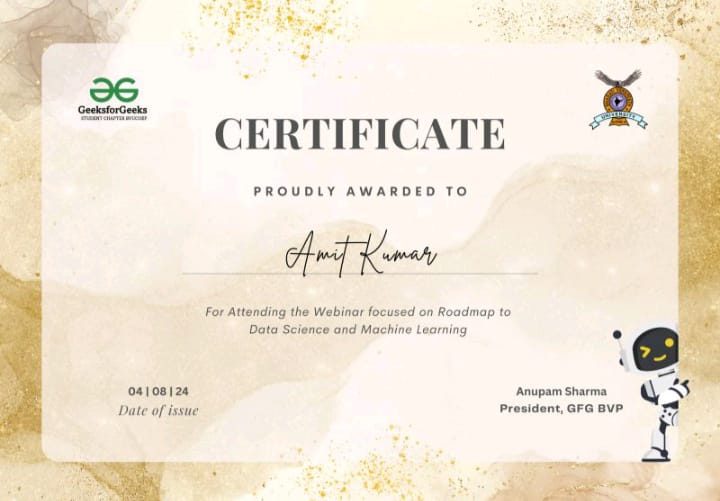 GeeksforGeeks
STUDENT CHAPTER BVUCOEP
CERTIFICATE
PROUDLY AWARDED TO
Amit Kumar
For Attending the Webinar focused on Roadmap to
Data Science and Machine Learning
04 | 08 | 24
Date of issue
Anupam Sharma
President, GFG BVP
UNIVERSITY